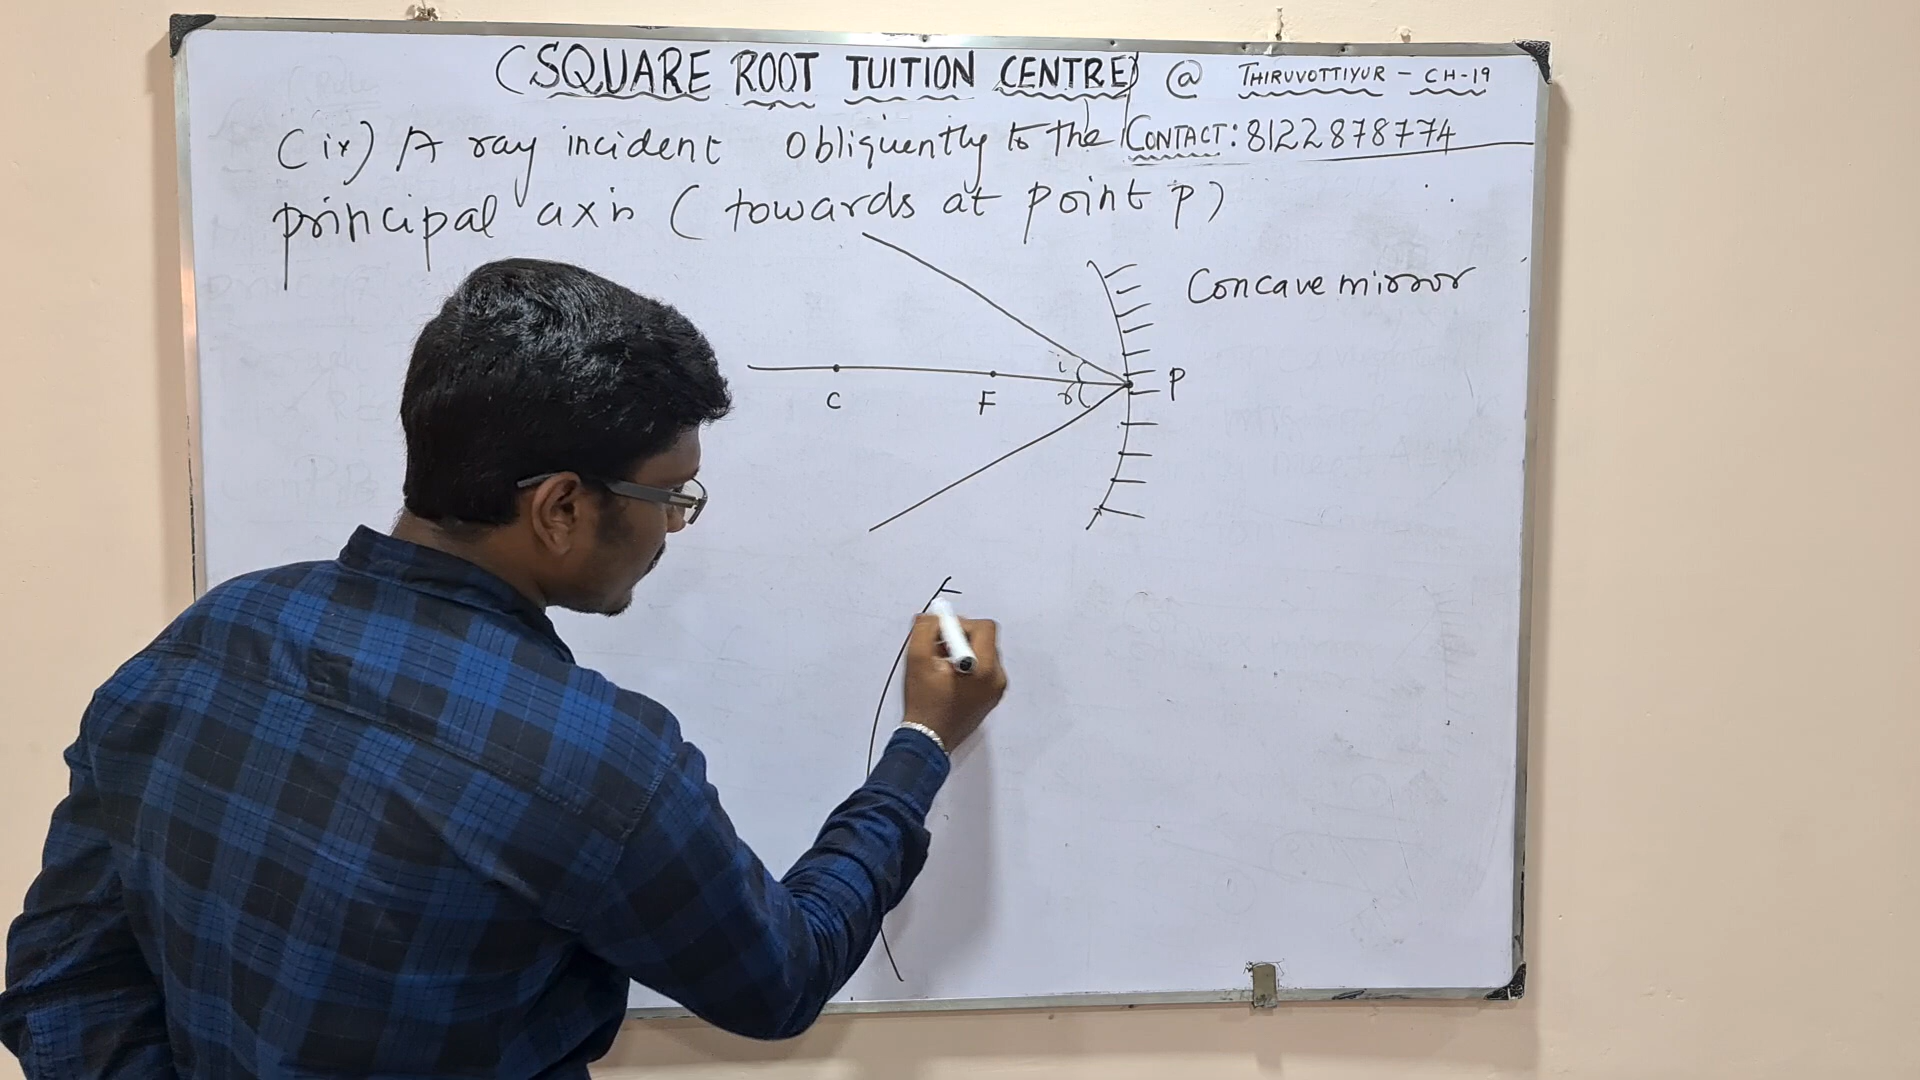 (SQUARE ROOT TUITION CENTRE) @ THIRUVOTTIYUR - CH-19
CONTACT: 8122878774
(ix) A ray incident Obliquently to the
principal axis (towards at point P)
Concave mirror
i
P
C
F
r